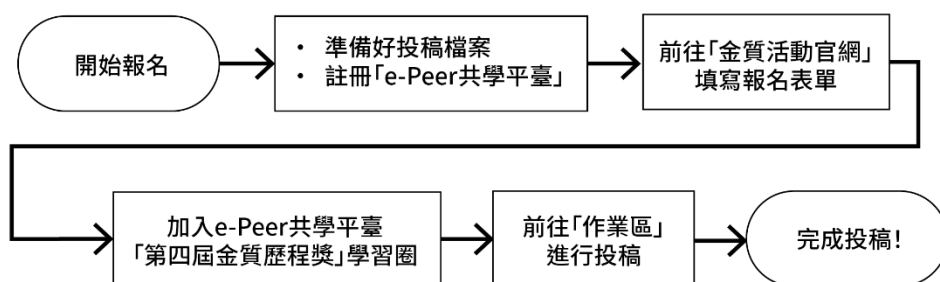 開始報名
• 準備好投稿檔案
• 註冊「e-Peer共學平臺」
前往「金質活動官網」
填寫報名表單
加入e-Peer共學平臺
「第四屆金質歷程獎」學習圈
前往「作業區」
進行投稿
完成投稿!